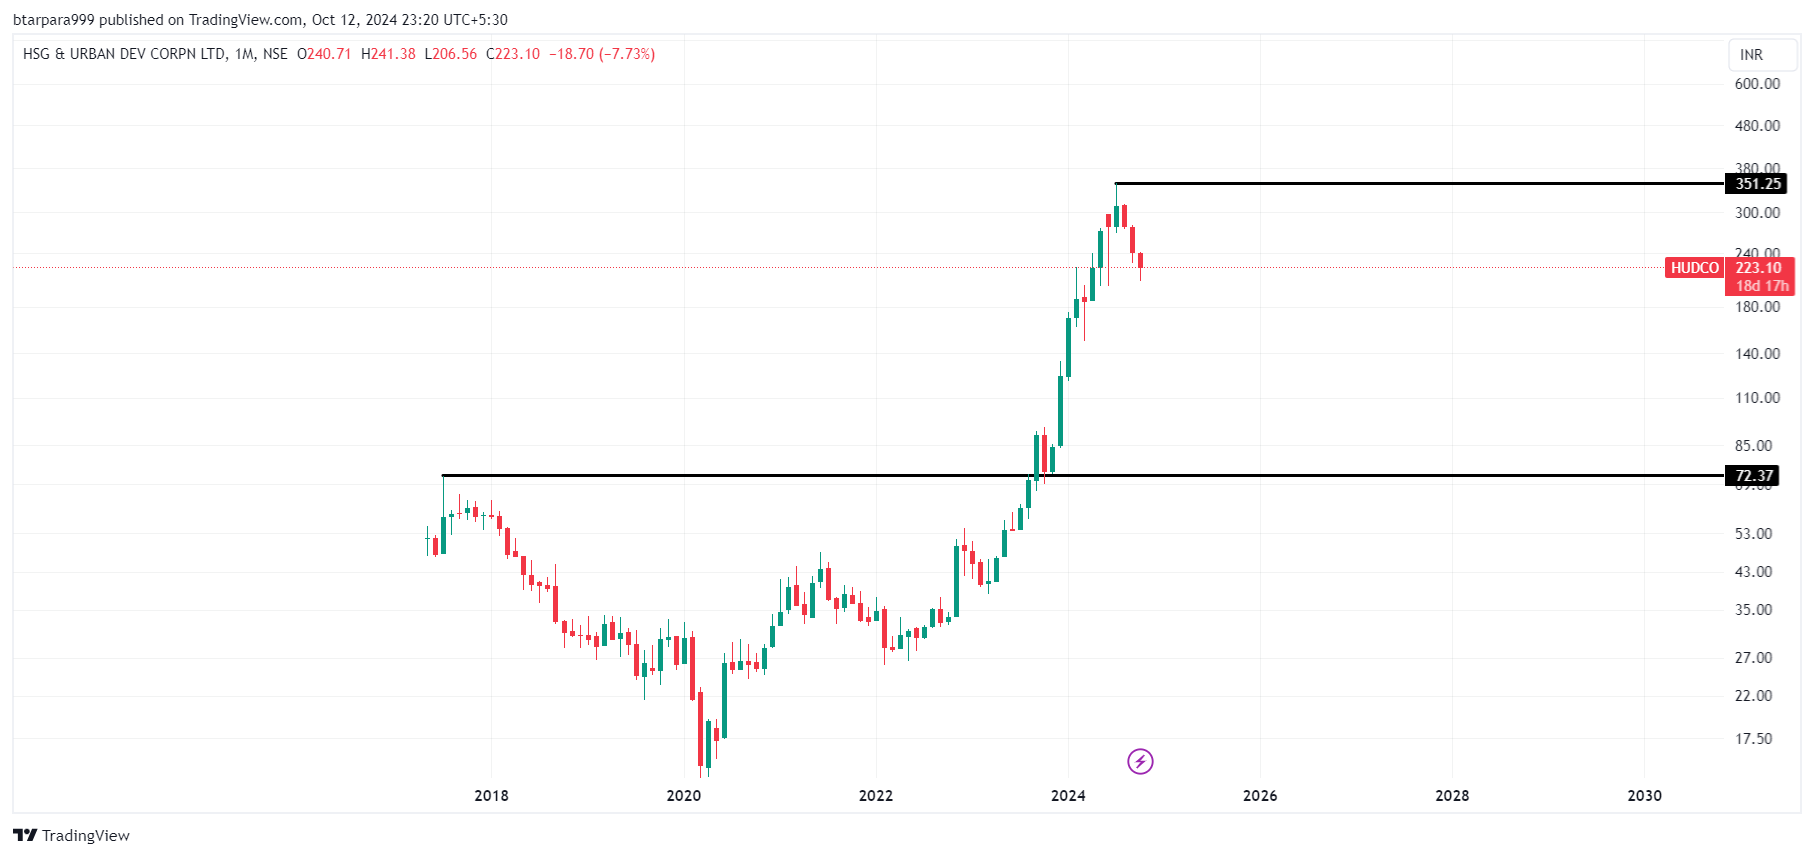 btarpara999 published on TradingView.com, Oct 12, 2024 23:20 UTC+5:30
HSG & URBAN DEV CORPN LTD, 1M, NSE O240.71 H241.38 L206.56 C223.10 −18.70 (−7.73%)
INR
600.00
480.00
380.00
351.25
300.00
240.00
HUDCO 223.10
18d 17h
180.00
140.00
110.00
85.00
72.37
53.00
43.00
35.00
27.00
22.00
17.50
2018 2020 2022 2024 2026 2028 2030
TradingView